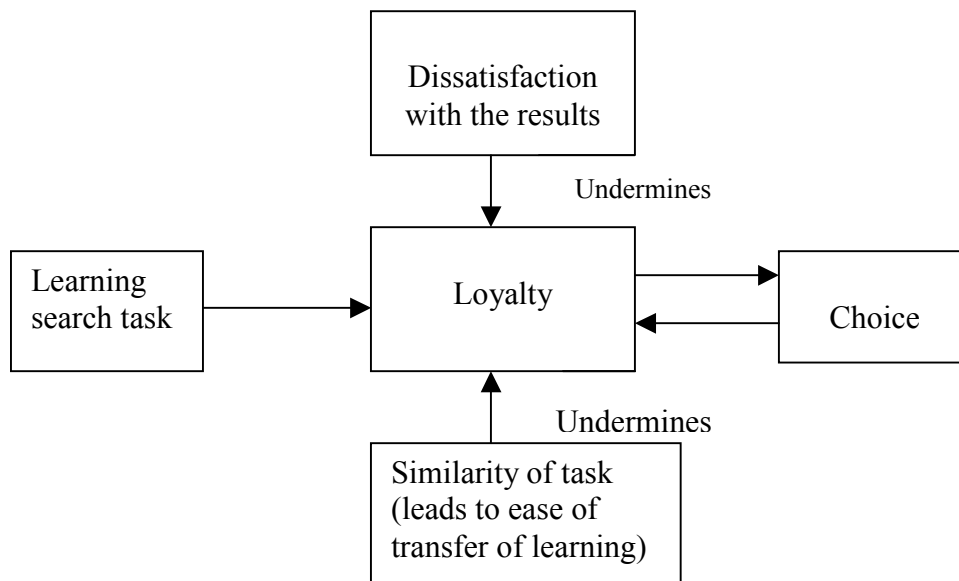 Dissatisfaction
with the results
Undermines
Learning
search task
Loyalty
Choice
Undermines
Similarity of task
(leads to ease of
transfer of learning)